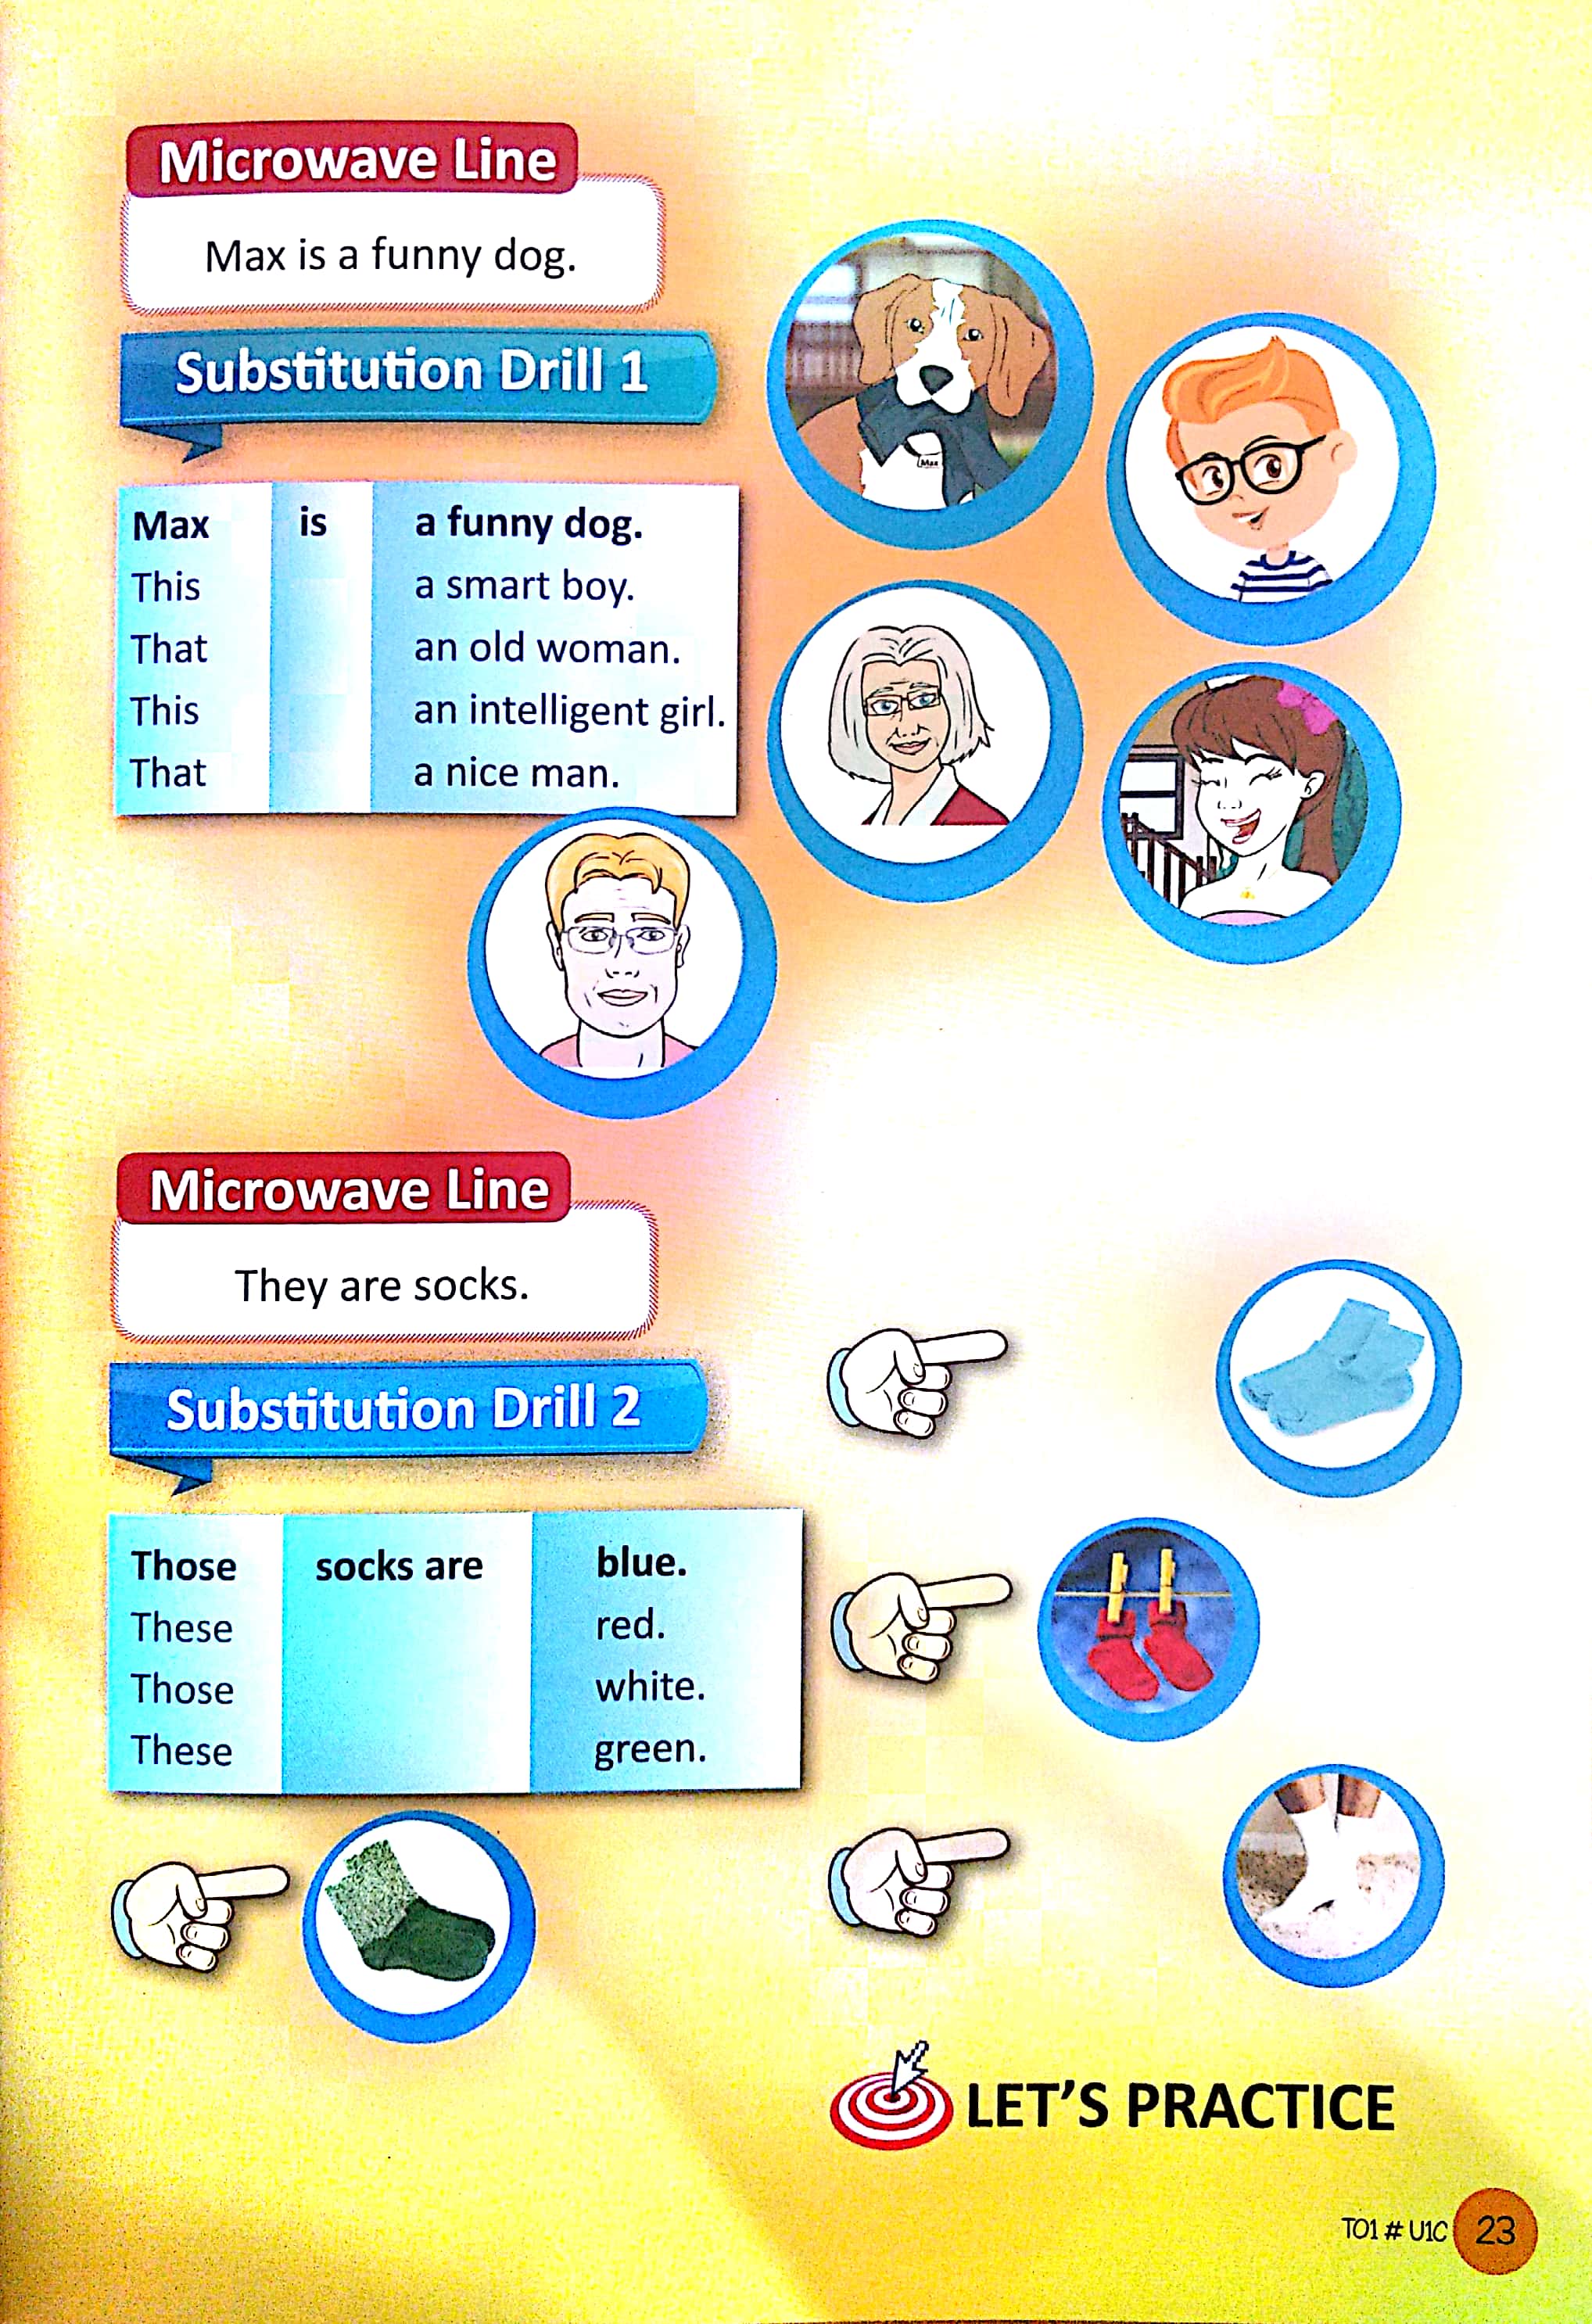 Microwave Line
Max is a funny dog.
Substitution Drill 1
Max is a funny dog.
This a smart boy.
That an old woman.
This an intelligent girl.
That a nice man.
Max
Microwave Line
They are socks.
Substitution Drill 2
Those socks are blue.
These red.
Those white.
These green.
LET'S PRACTICE
TO1 # U1C 23